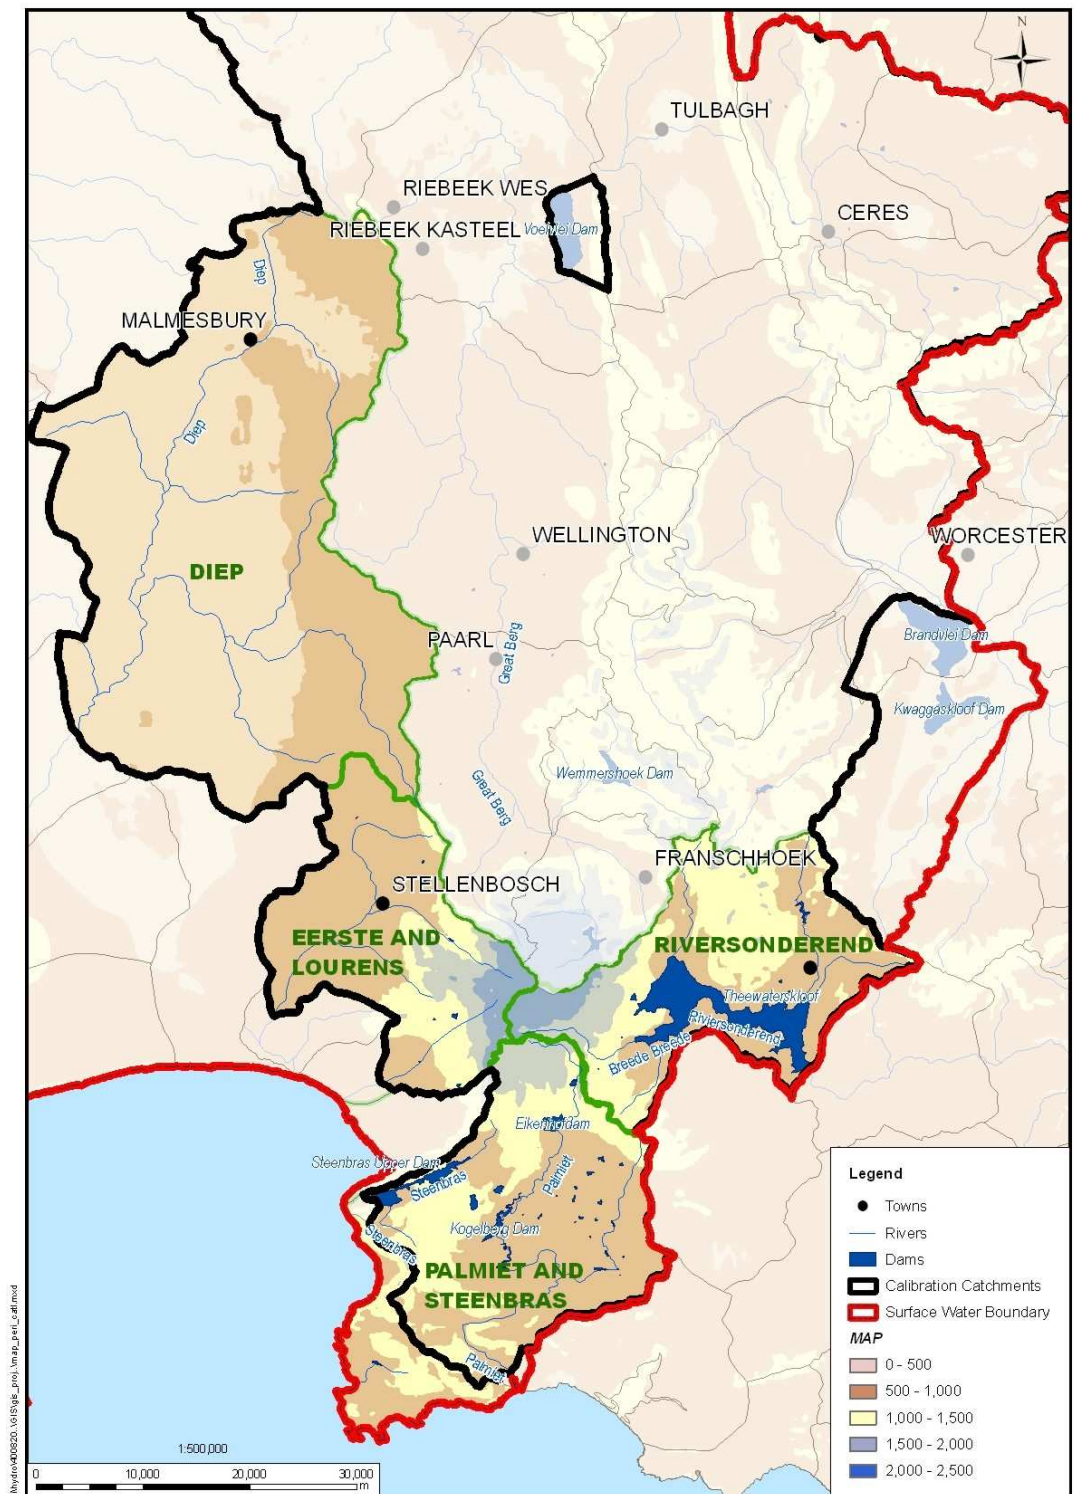 N
TULBAGH
RIEBEEK WES
CERES
RIEBEEK KASTEEL
Voelvlei Dam
Diep
MALMESBURY
Diep
WELLINGTON
WORCESTER
DIEP
PAARL
Great Berg
Brandvlei Dam
Kwaggaskloof Dam
Wemmershoek Dam
Great Berg
FRANSCHHOEK
STELLENBOSCH
EERSTE AND
LOURENS
RIVERSONDEREND
Theewaterskloof
Riviersonderend
Breede Breede
Eikenhofdam
Steenbras Upper Dam
Steenbras
Palmiet
Steenbras
Kogelberg Dam
PALMIET AND
STEENBRAS
Palmiet
Legend
Towns
Rivers
Dams
Calibration Catchments
Surface Water Boundary
MAP
0 - 500
500 - 1,000
1,000 - 1,500
1,500 - 2,000
2,000 - 2,500
1:500,000
0 10,000 20,000 30,000
m